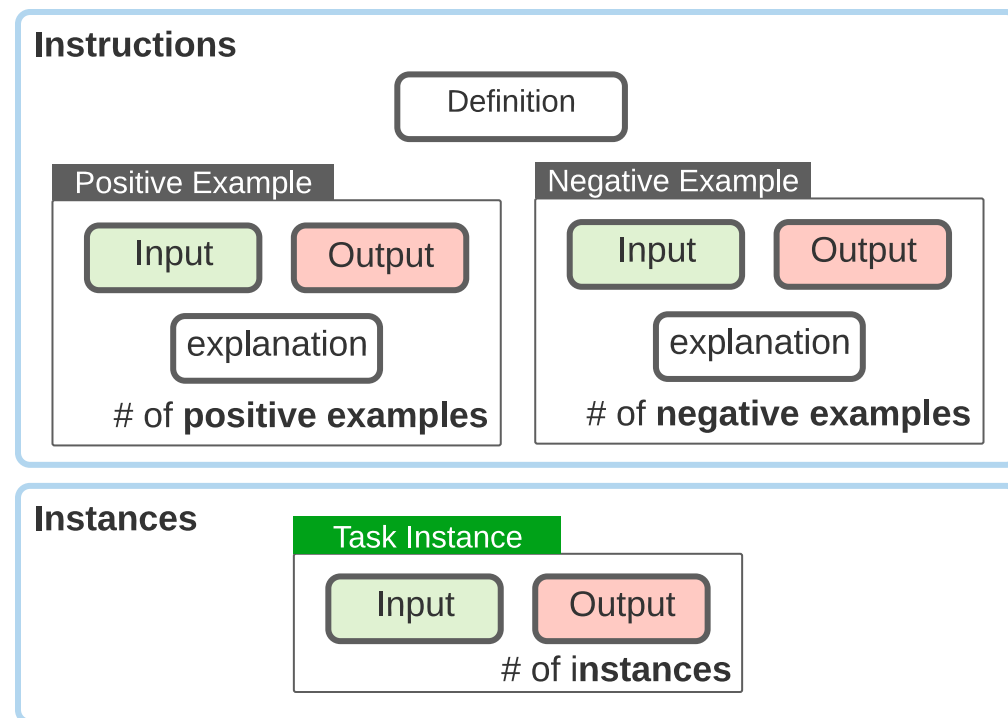 Instructions
Definition
Positive Example
Input
Output
explanation
# of positive examples
Negative Example
Input
Output
explanation
# of negative examples
Instances
Task Instance
Input
Output
# of instances